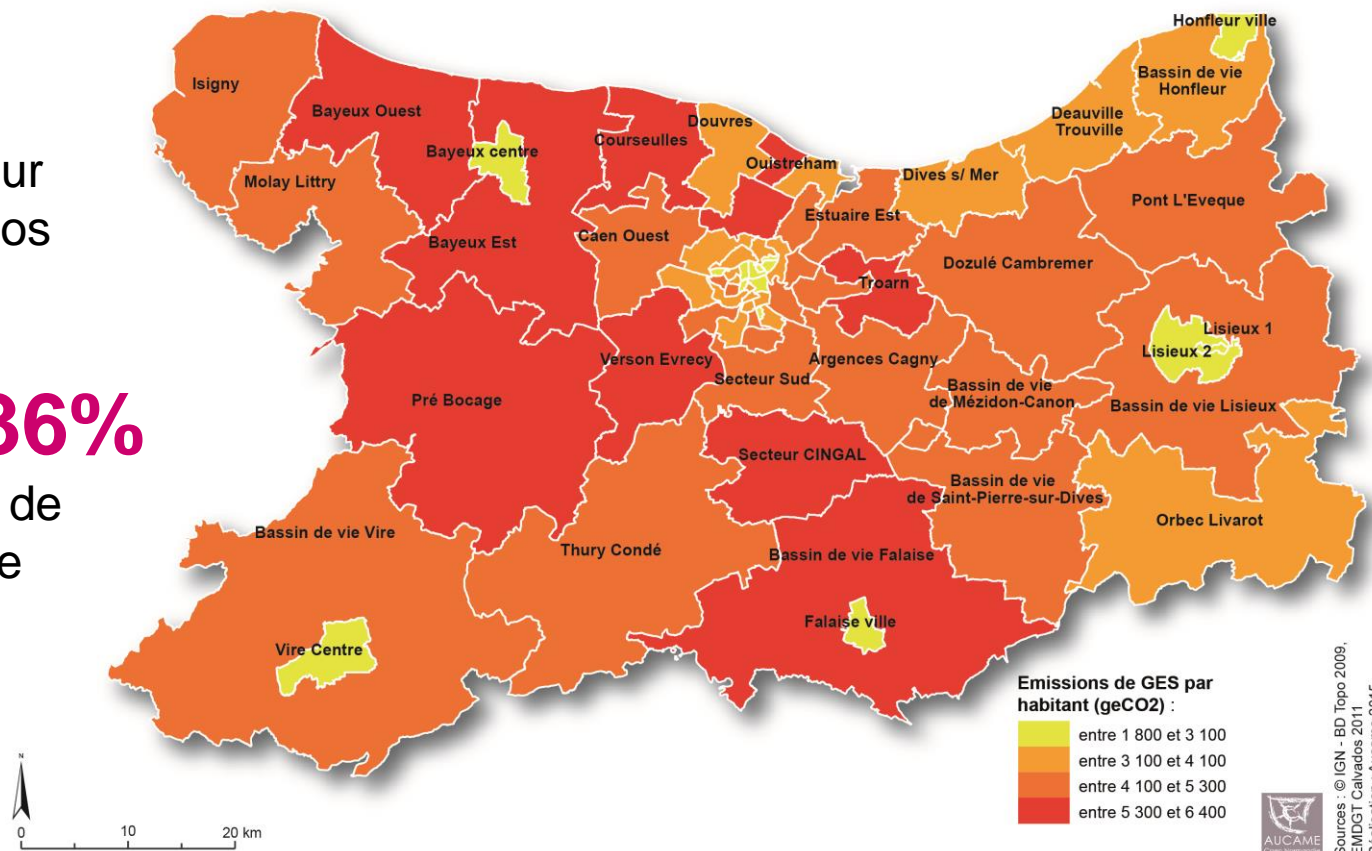 ur
os
36%
de
e
Honfleur ville
Isigny
Bassin de vie
Honfleur
Bayeux Ouest
Deauville
Trouville
Douvres
Courseulles
Bayeux centre
Ouistreham
Dives s/ Mer
Molay Littry
Pont L'Eveque
Estuaire Est
Bayeux Est
Caen Ouest
Dozulé Cambremer
Troarn
Lisieux 1
Lisieux 2
Verson Evrecy
Argences Cagny
Secteur Sud
Bassin de vie
de Mézidon-Canon
Pré Bocage
Bassin de vie Lisieux
Secteur CINGAL
Bassin de vie
de Saint-Pierre-sur-Dives
Orbec Livarot
Bassin de vie Vire
Thury Condé
Bassin de vie Falaise
Falaise ville
Vire Centre
Emissions de GES par
habitant (geCO2) :
entre 1 800 et 3 100
entre 3 100 et 4 100
entre 4 100 et 5 300
entre 5 300 et 6 400
N
0 10 20 km
AUCAME
Sources : © IGN - BD Topo 2009,
EMDGT Calvados 2011